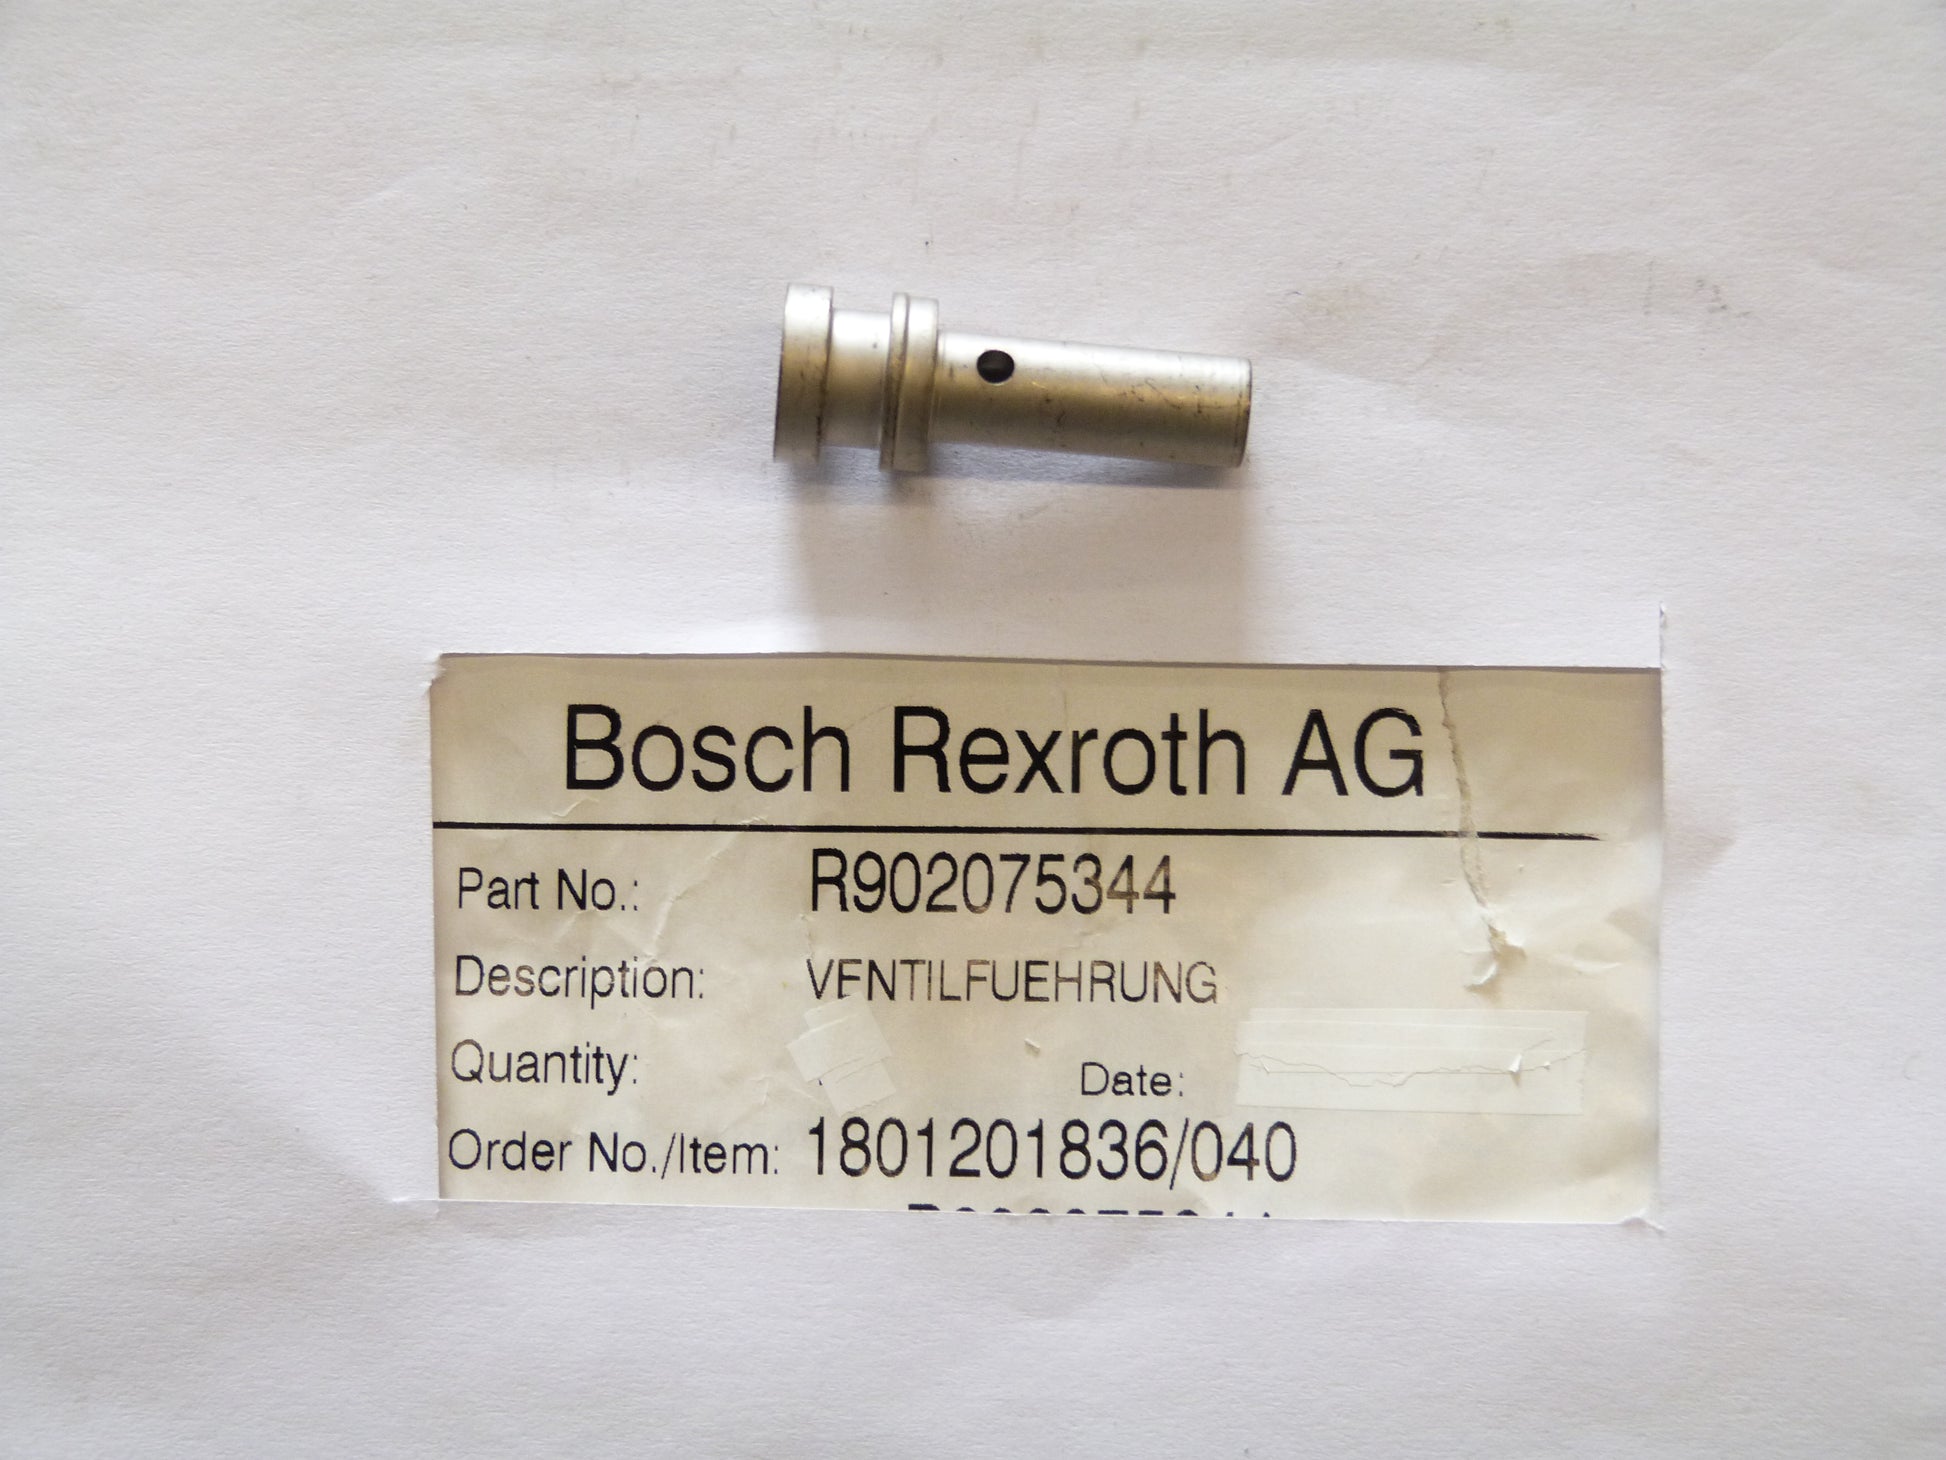 Bosch Rexroth AG
Part No.: R902075344
Description: VENTILFUEHRUNG
Quantity: Date:
Order No./Item: 1801201836/040